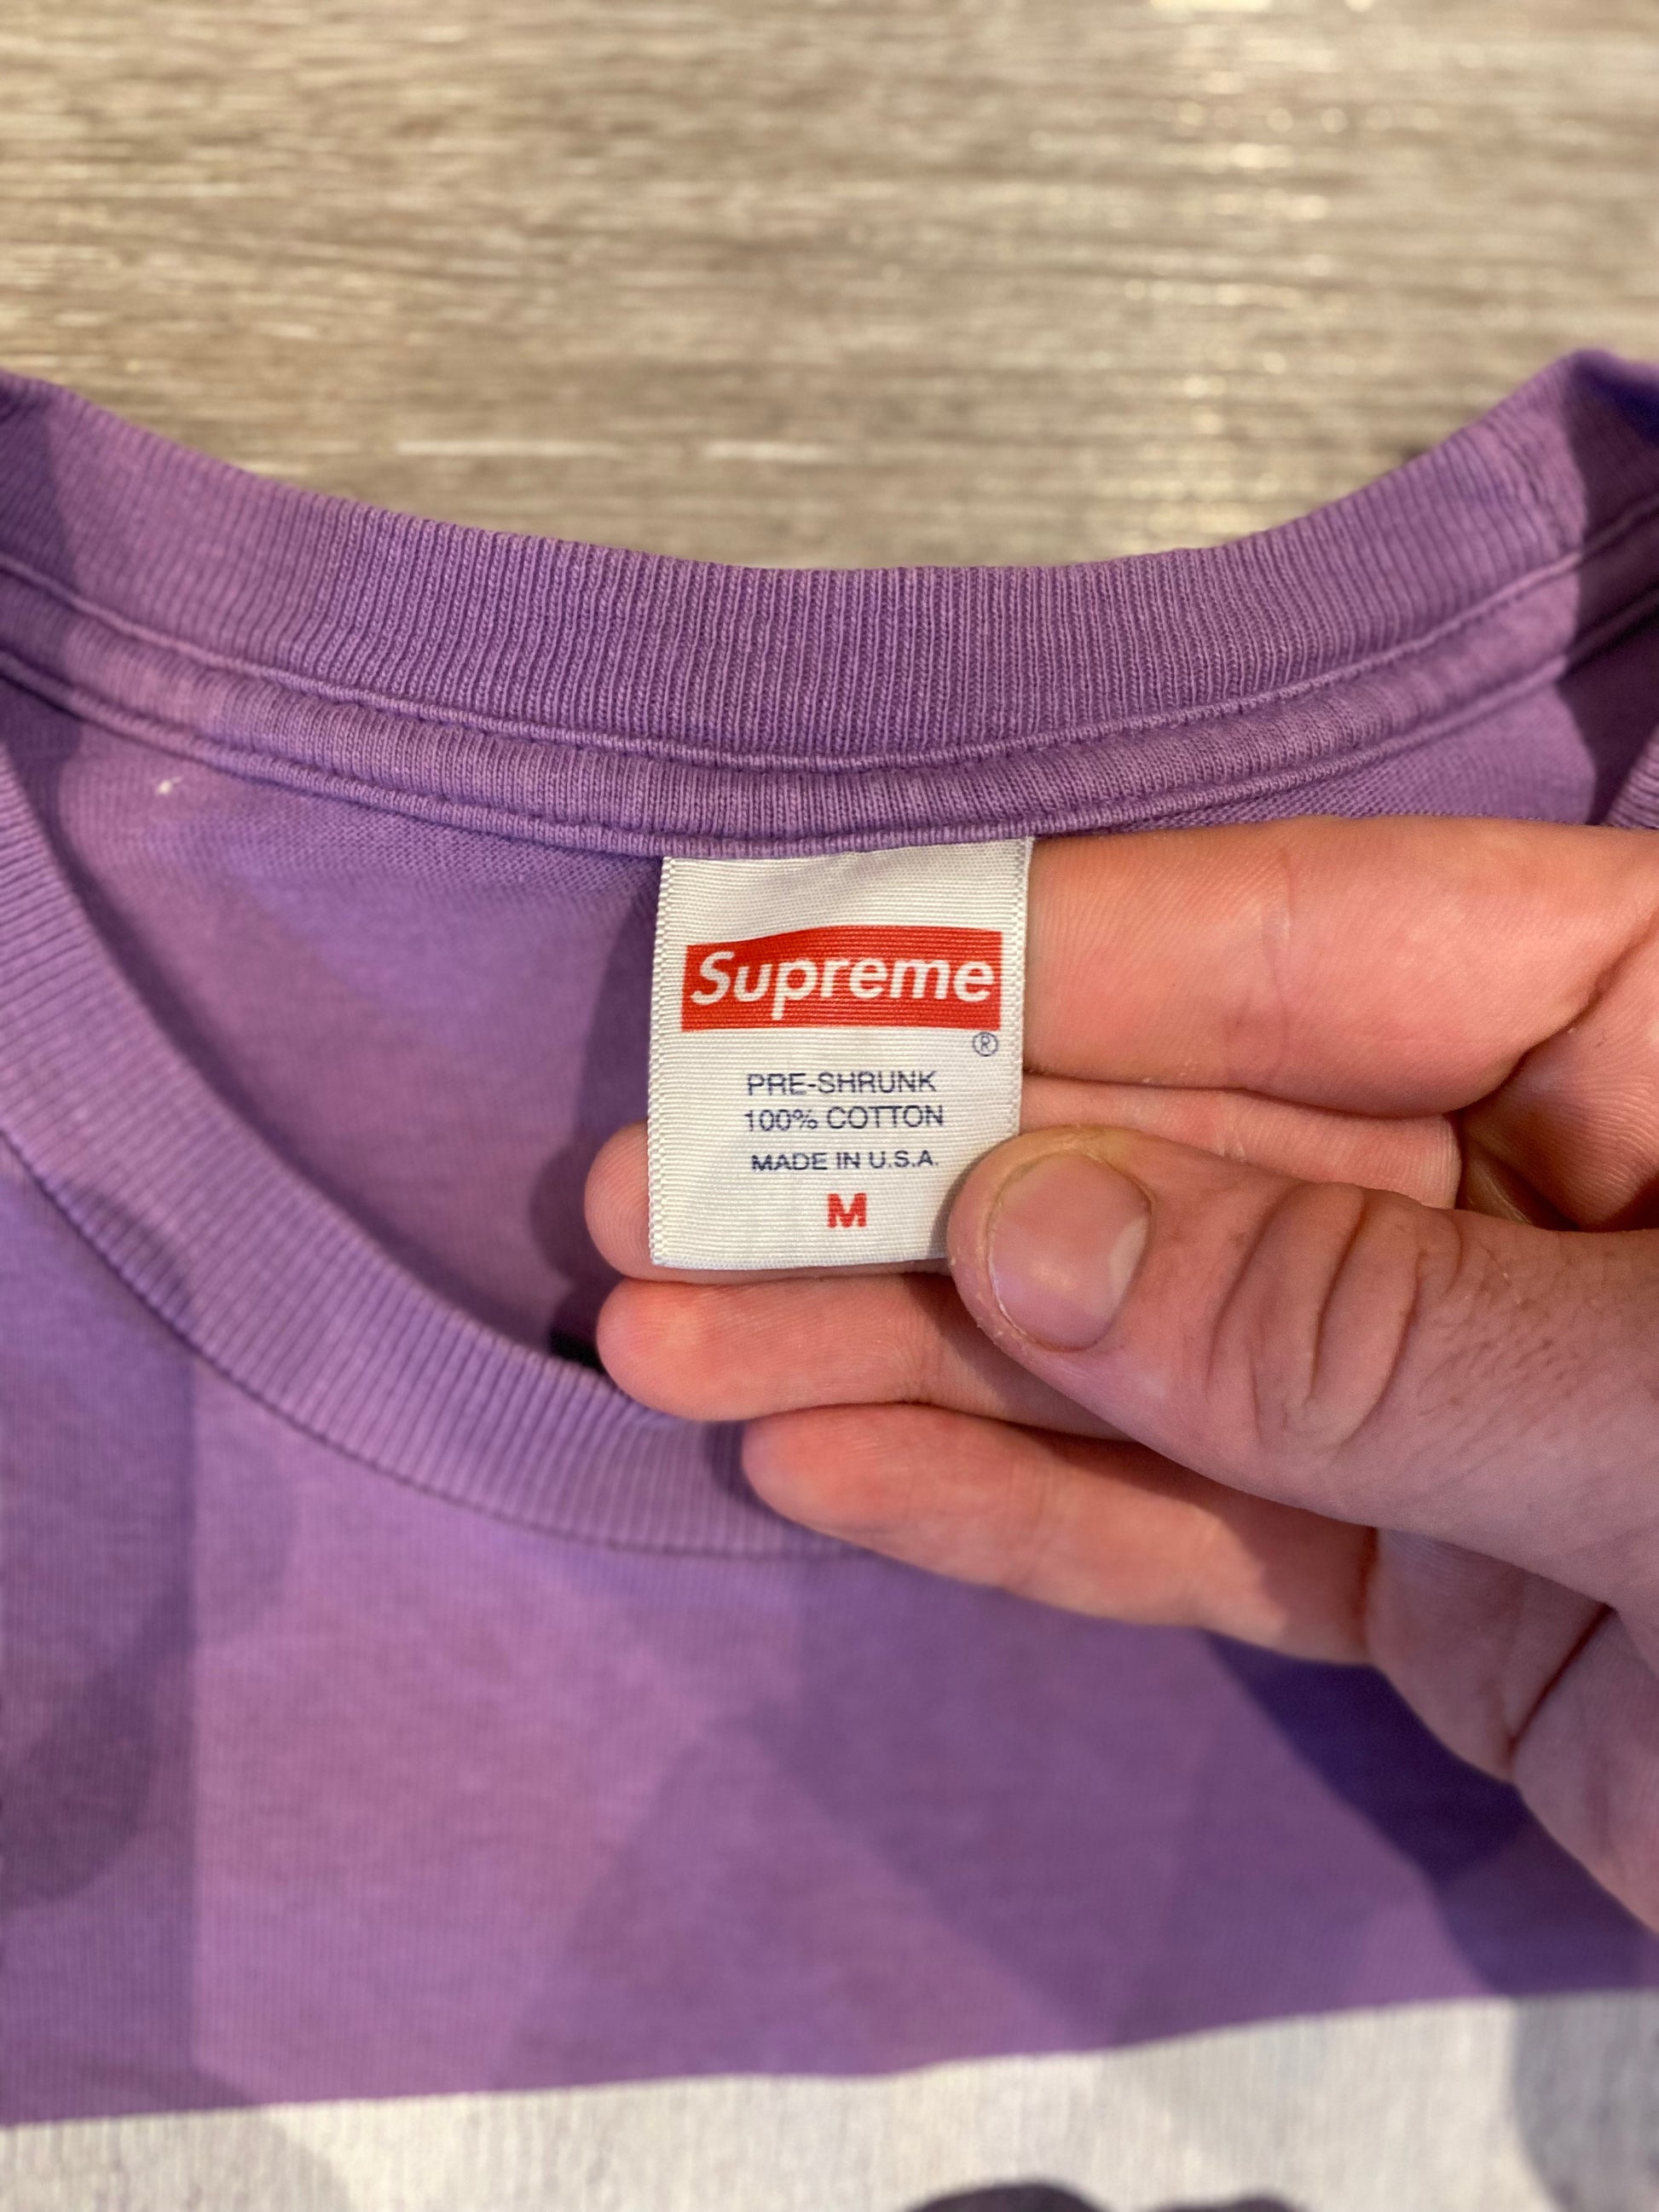 Supreme
®
PRE-SHRUNK
100% COTTON
MADE IN U.S.A.
M